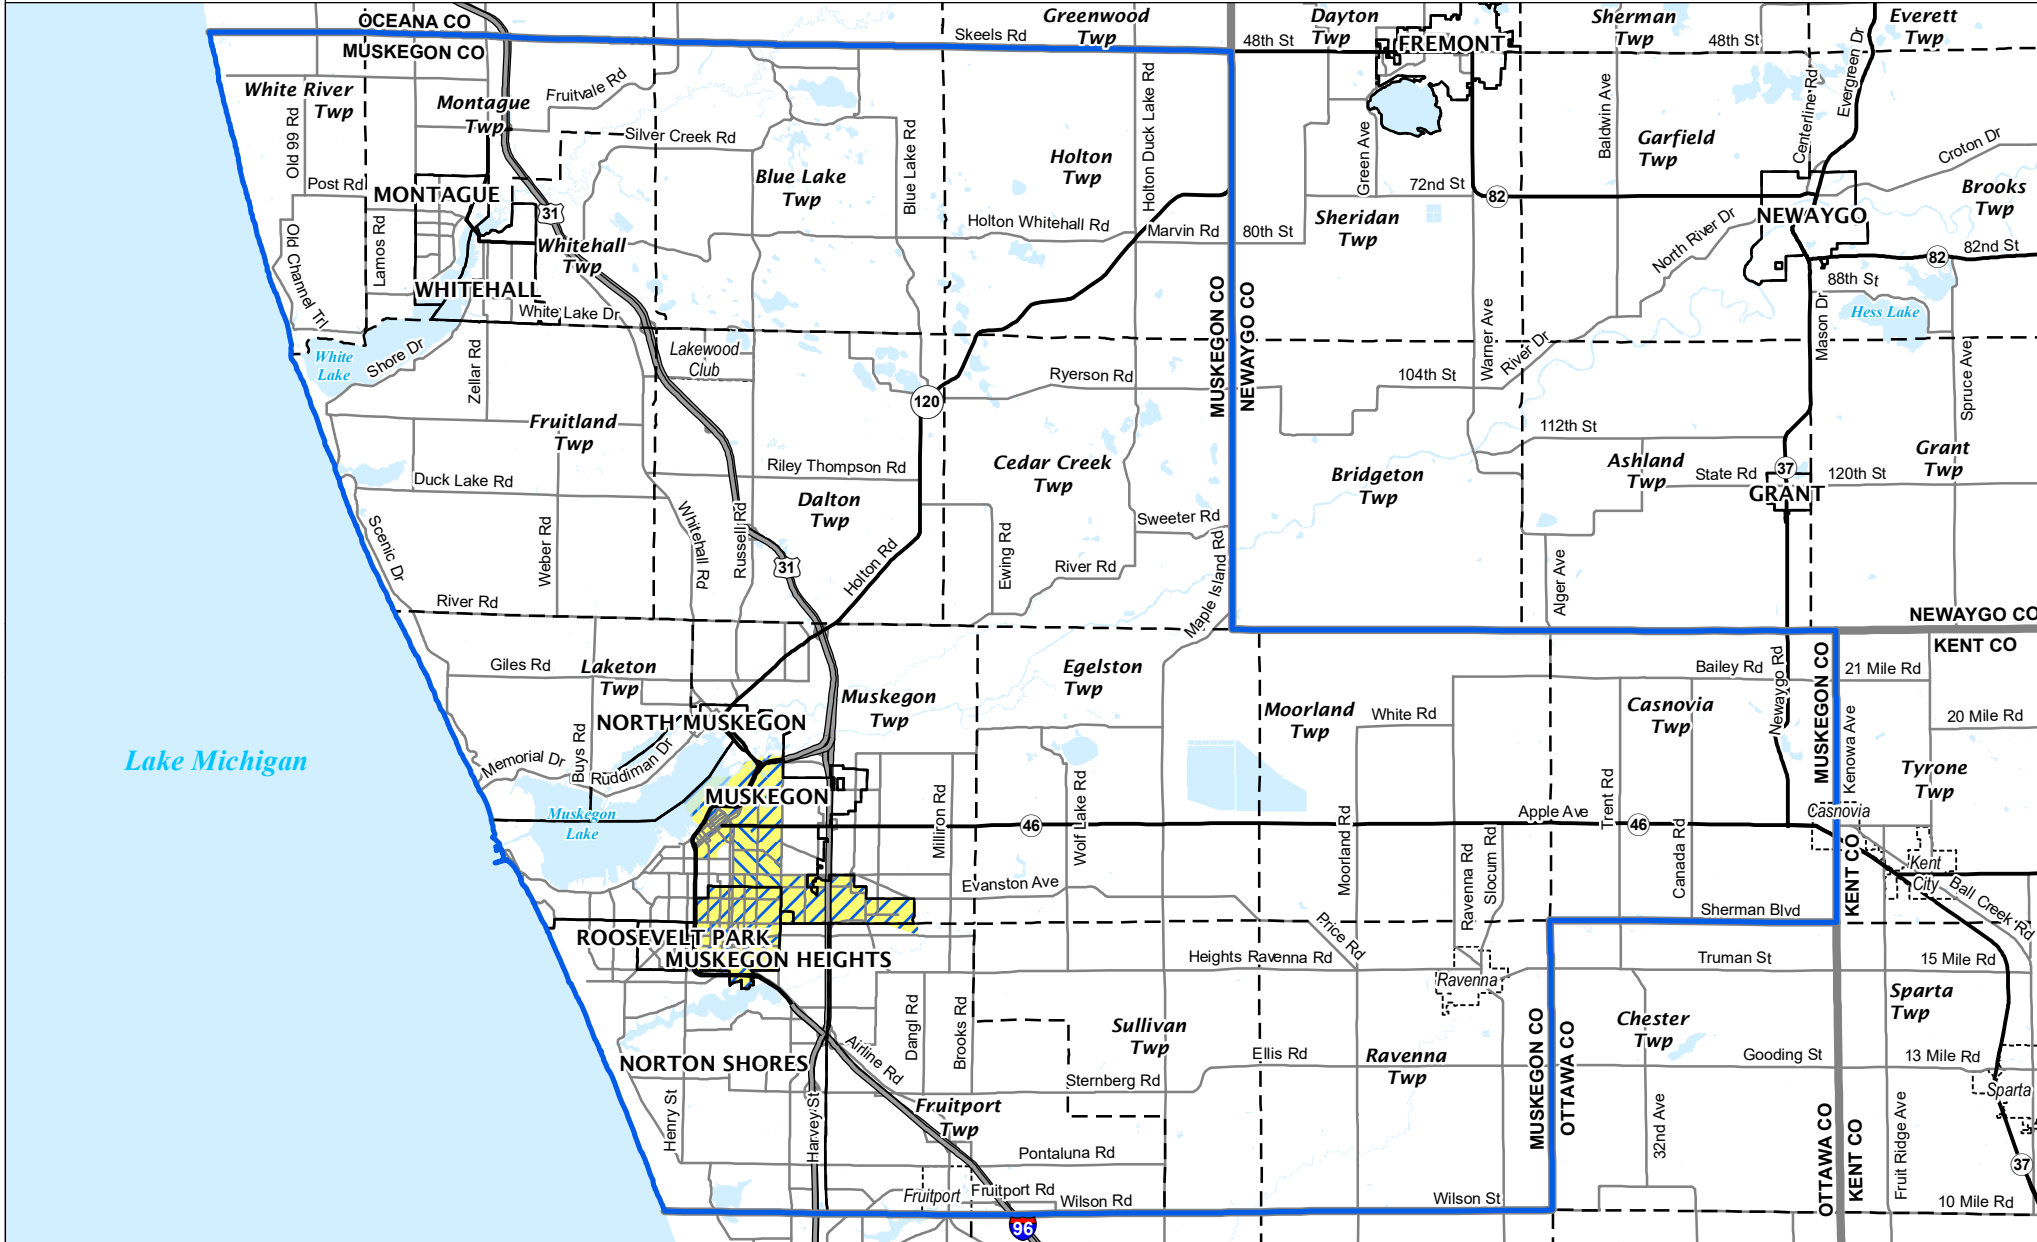 OCEANA CO
MUSKEGON CO
Greenwood
Twp
Dayton
Twp
Sherman
Twp
Everett
Twp
Skeels Rd
48th St
FREMONT
48th St
Evergreen Dr
White River
Twp
Montague
Twp
Fruitvale Rd
Old 99 Rd
Silver Creek Rd
Blue Lake Rd
Holton Duck Lake Rd
Holton
Twp
Green Ave
Baldwin Ave
Garfield
Twp
Centerline Rd
Croton Dr
Post Rd
MONTAGUE
Blue Lake
Twp
72nd St
82
Brooks
Twp
31
Holton Whitehall Rd
Marvin Rd
80th St
Sheridan
Twp
North River Dr
NEWAYGO
Lamos Rd
Old Channel Trl
Whitehall
Twp
82
82nd St
WHITEHALL
88th St
White Lake Dr
MUSKEGON CO
NEWAYGO CO
Warner Ave
River Dr
Mason Dr
Hess Lake
White
Lake
Shore Dr
Zellar Rd
Lakewood
Club
Ryerson Rd
104th St
Spruce Ave
120
Fruitland
Twp
112th St
Duck Lake Rd
Riley Thompson Rd
Cedar Creek
Twp
Bridgeton
Twp
Ashland
Twp
State Rd
37
120th St
Grant
Twp
GRANT
Dalton
Twp
Scenic Dr
Weber Rd
Whitehall Rd
Russell Rd
31
Holton Rd
Ewing Rd
Sweeter Rd
River Rd
Maple Island Rd
Alger Ave
River Rd
NEWAYGO CO
KENT CO
Giles Rd
Laketon
Twp
Muskegon
Twp
Egelston
Twp
Bailey Rd
Newaygo Rd
MUSKEGON CO
21 Mile Rd
Moorland
Twp
White Rd
Casnovia
Twp
Kenowa Ave
20 Mile Rd
NORTH MUSKEGON
Lake Michigan
Memorial Dr
Buys Rd
Ruddiman Dr
Tyrone
Twp
MUSKEGON
Muskegon
Lake
Milliron Rd
46
Wolf Lake Rd
Moorland Rd
Apple Ave
Trent Rd
46
Casnovia
Ravenna Rd
Slocum Rd
Canada Rd
KENT CO
Kent
City
Ball Creek Rd
Evanston Ave
Sherman Blvd
ROOSEVELT PARK
MUSKEGON HEIGHTS
Price Rd
Heights Ravenna Rd
Truman St
15 Mile Rd
Ravenna
Sparta
Twp
Dangl Rd
Brooks Rd
Sullivan
Twp
MUSKEGON CO
OTTAWA CO
Chester
Twp
NORTON SHORES
Airline Rd
Ellis Rd
Ravenna
Twp
Gooding St
13 Mile Rd
Sternberg Rd
Sparta
Henry St
Harvey St
Fruitport
Twp
32nd Ave
OTTAWA CO
KENT CO
Fruit Ridge Ave
Pontaluna Rd
37
Fruitport
Fruitport Rd
Wilson Rd
Wilson St
10 Mile Rd
96